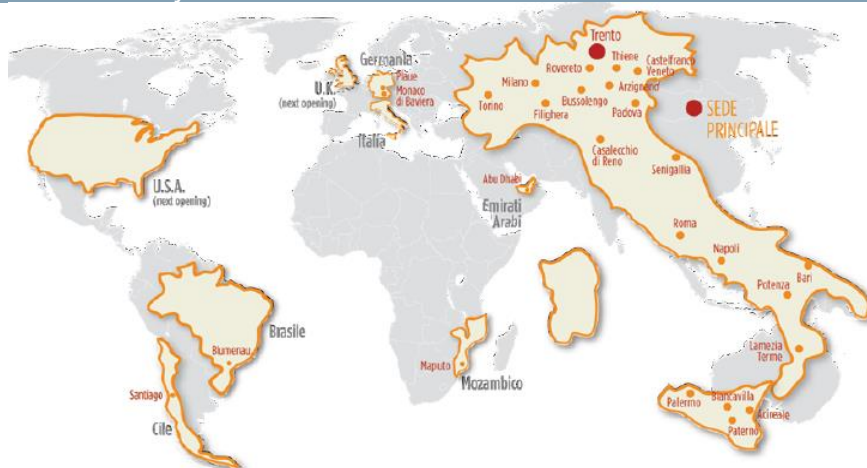 Trento
Germania
Thiene
Castelfranco
Veneto
Rovereto
U.K.
(next opening)
Plaue
Monaco
di Baviera
Milano
Arzignano
Torino
Bussolengo
Filighera
Padova
SEDE
PRINCIPALE
Italia
Casalecchio
di Reno
Senigallia
U.S.A.
(next opening)
Abu Dhabi
Emirati
Arabi
Roma
Napoli
Bari
Potenza
Brasile
Blumenau
Lamezia
Terme
Maputo
Mozambico
Santiago
Palermo
Biancavilla
Acireale
Cile
Paternò